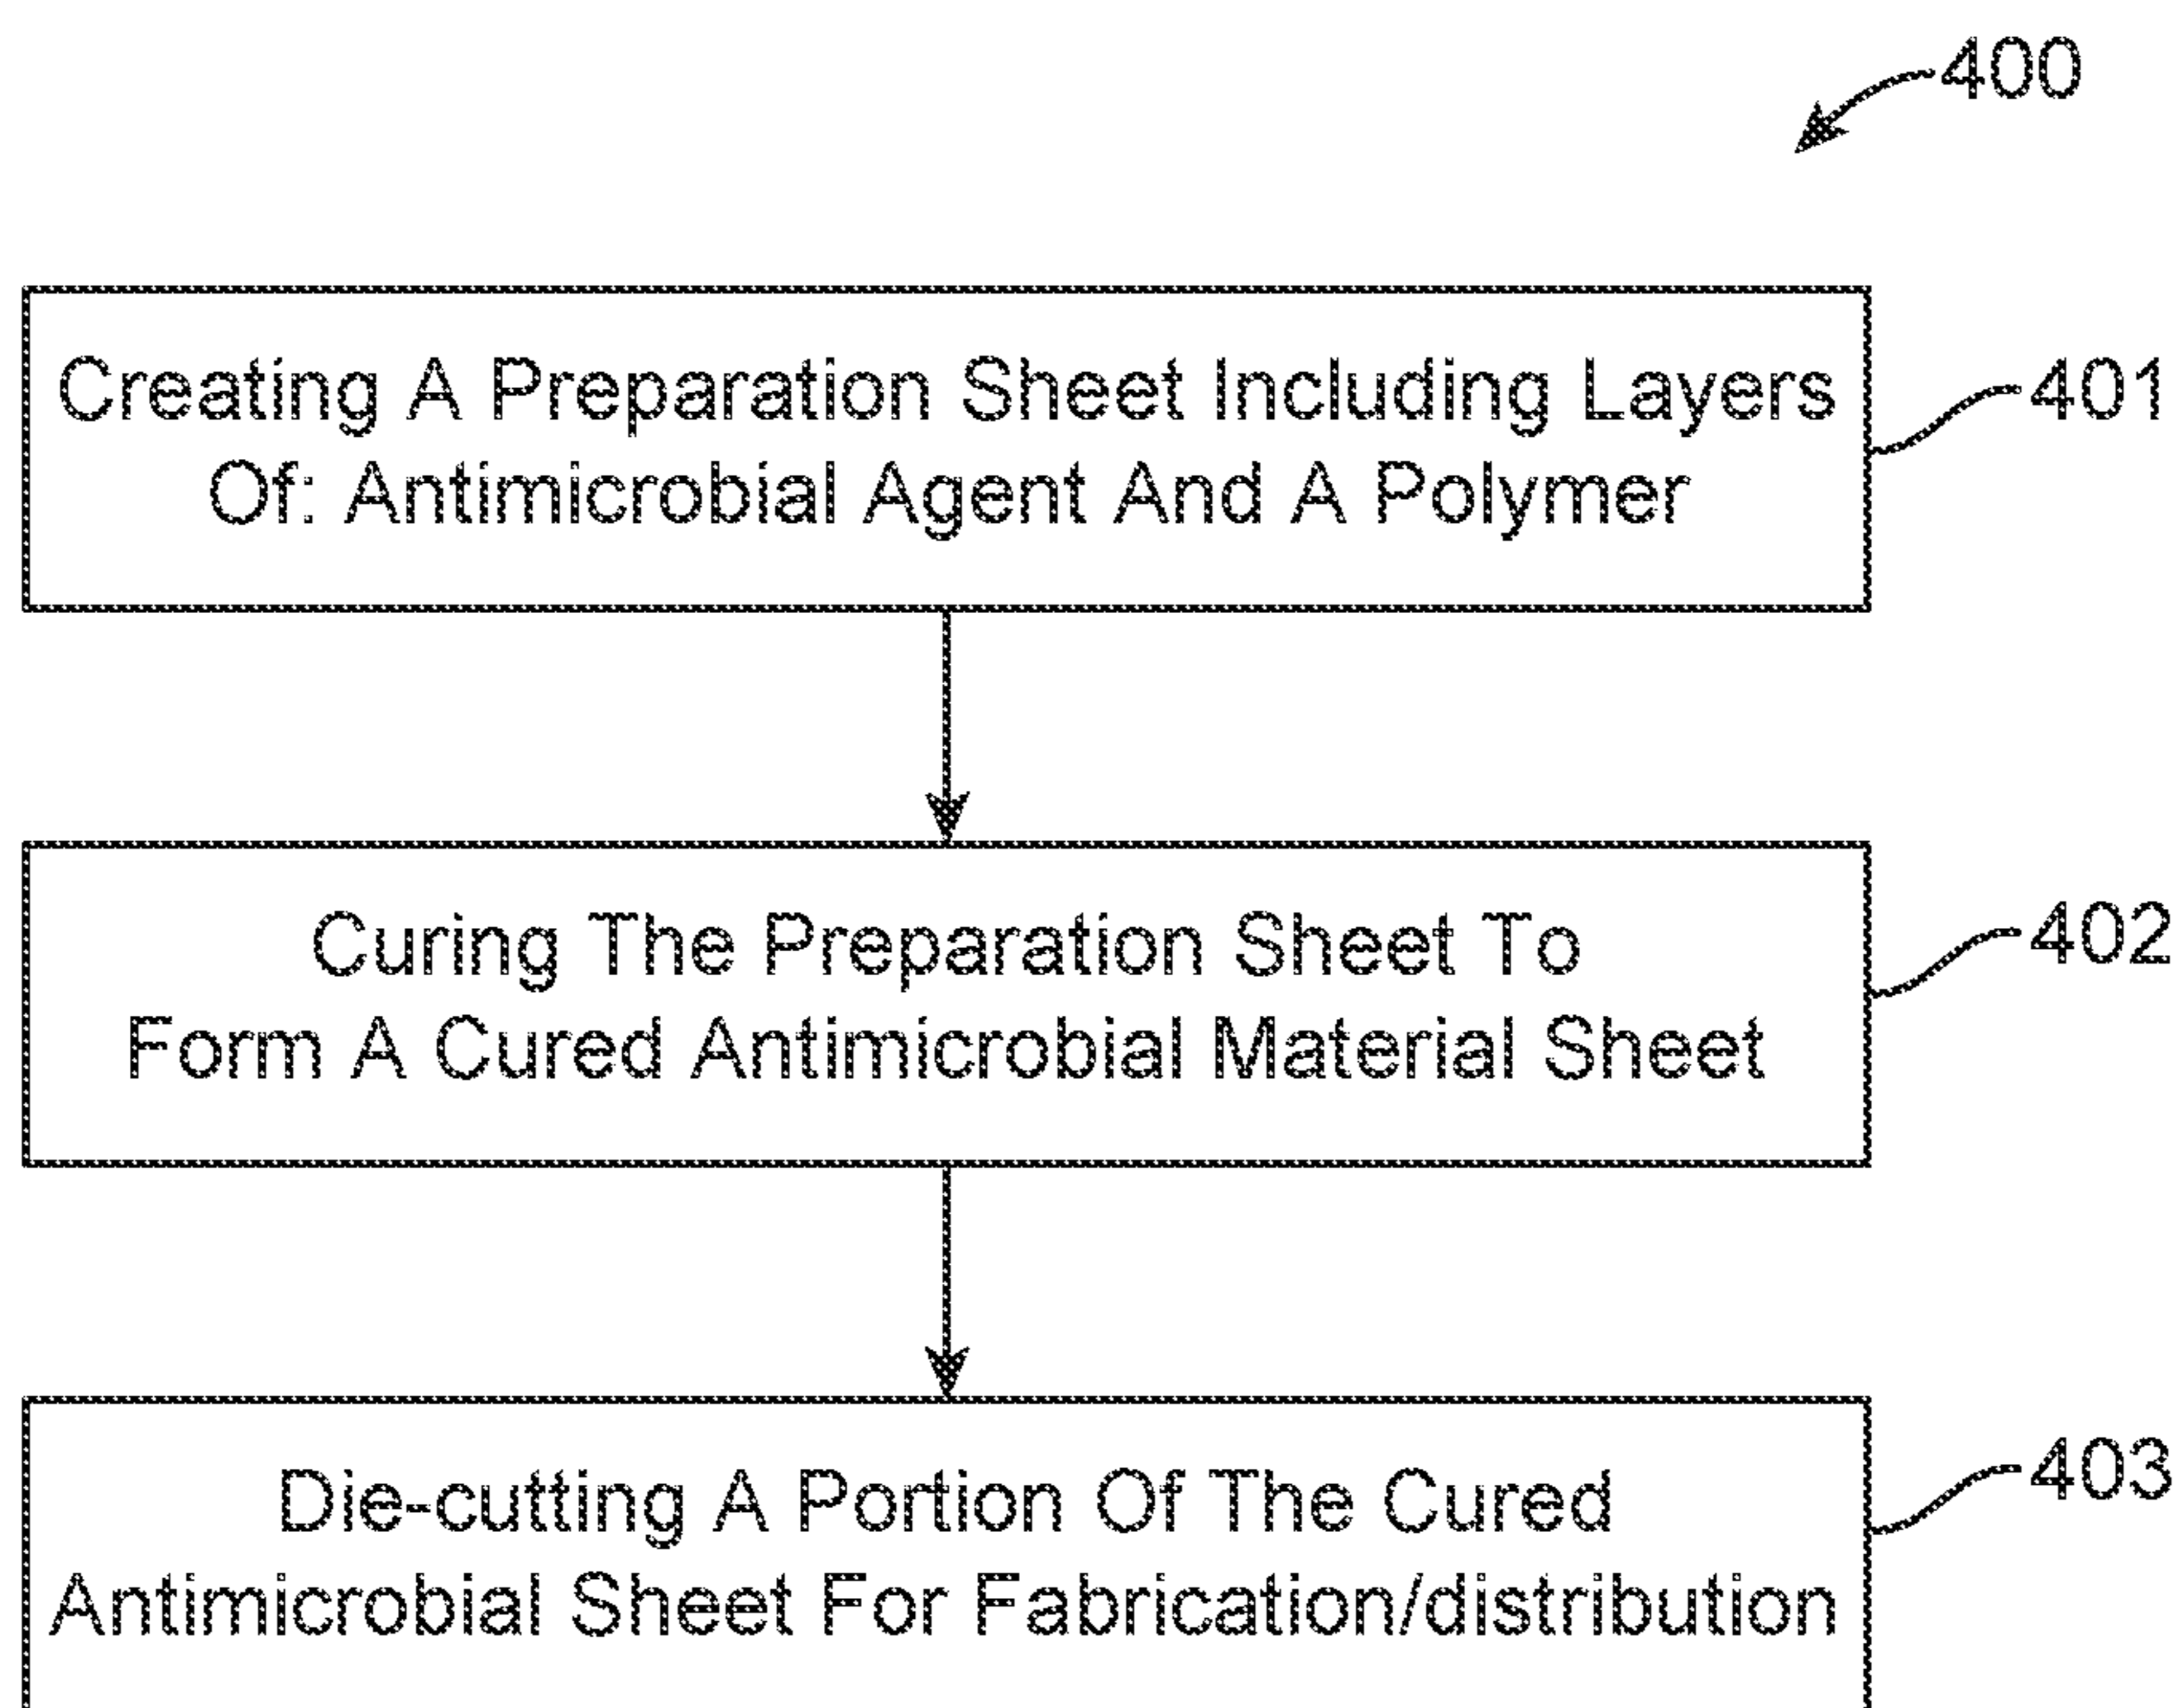 400
Creating A Preparation Sheet Including Layers
Of: Antimicrobial Agent And A Polymer
401
Curing The Preparation Sheet To
Form A Cured Antimicrobial Material Sheet
402
Die-cutting A Portion Of The Cured
Antimicrobial Sheet For Fabrication/distribution
403